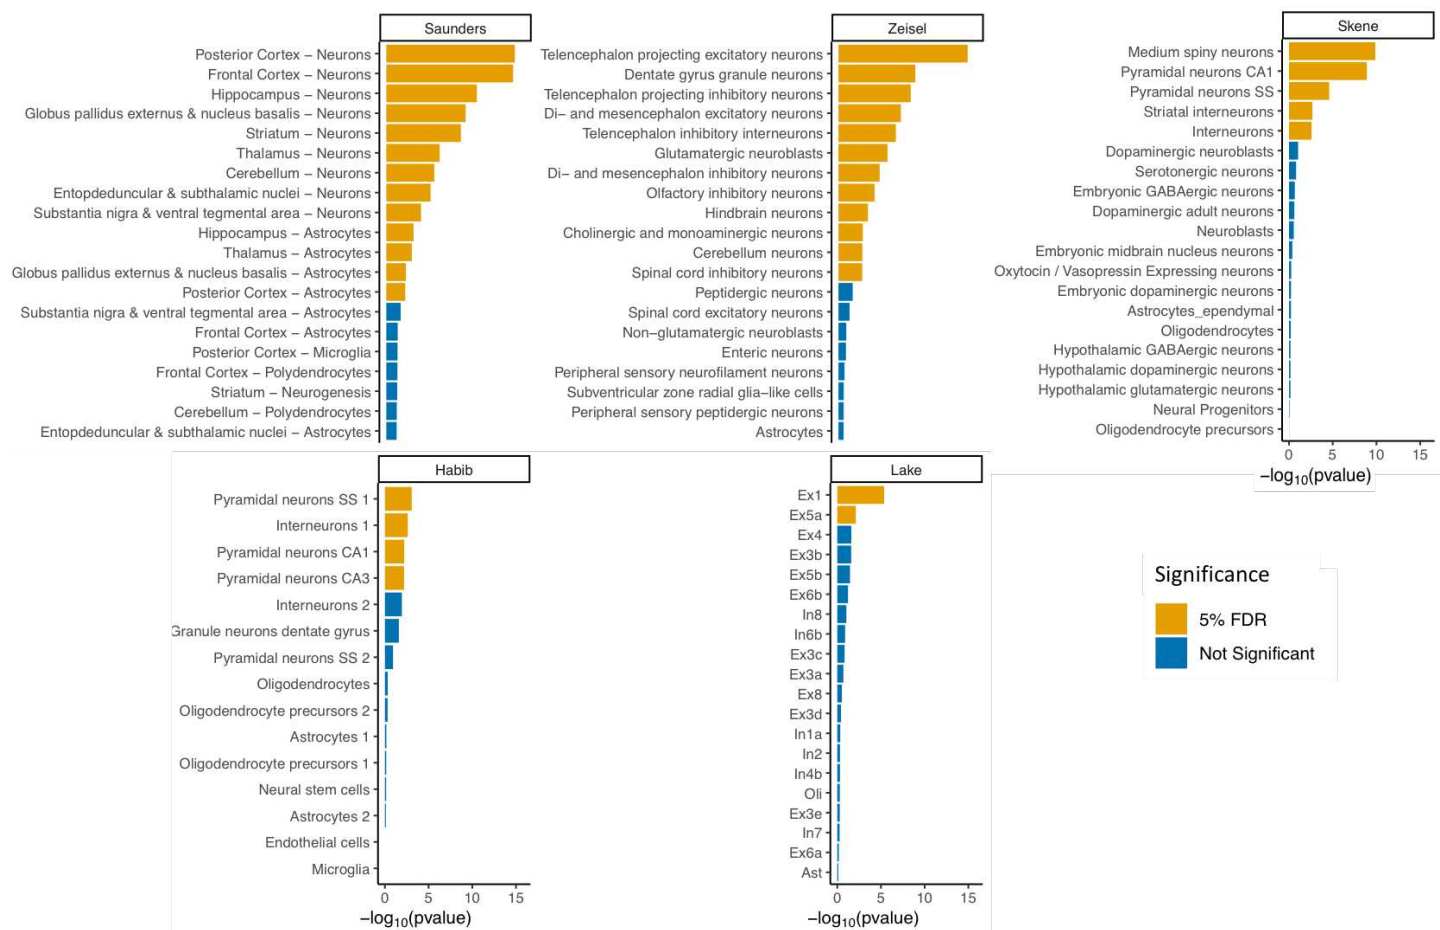 Saunders
Posterior Cortex – Neurons
Frontal Cortex – Neurons
Hippocampus – Neurons
Globus pallidus externus & nucleus basalis – Neurons
Striatum – Neurons
Thalamus – Neurons
Cerebellum – Neurons
Entopdeduncular & subthalamic nuclei – Neurons
Substantia nigra & ventral tegmental area – Neurons
Hippocampus – Astrocytes
Thalamus – Astrocytes
Globus pallidus externus & nucleus basalis – Astrocytes
Posterior Cortex – Astrocytes
Substantia nigra & ventral tegmental area – Astrocytes
Frontal Cortex – Astrocytes
Posterior Cortex – Microglia
Frontal Cortex – Polydendrocytes
Striatum – Neurogenesis
Cerebellum – Polydendrocytes
Entopdeduncular & subthalamic nuclei – Astrocytes
Zeisel
Telencephalon projecting excitatory neurons
Dentate gyrus granule neurons
Telencephalon projecting inhibitory neurons
Di– and mesencephalon excitatory neurons
Telencephalon inhibitory interneurons
Glutamatergic neuroblasts
Di– and mesencephalon inhibitory neurons
Olfactory inhibitory neurons
Hindbrain neurons
Cholinergic and monoaminergic neurons
Cerebellum neurons
Spinal cord inhibitory neurons
Peptidergic neurons
Spinal cord excitatory neurons
Non–glutamatergic neuroblasts
Enteric neurons
Peripheral sensory neurofilament neurons
Subventricular zone radial glia–like cells
Peripheral sensory peptidergic neurons
Astrocytes
Skene
Medium spiny neurons
Pyramidal neurons CA1
Pyramidal neurons SS
Striatal interneurons
Interneurons
Dopaminergic neuroblasts
Serotonergic neurons
Embryonic GABAergic neurons
Dopaminergic adult neurons
Neuroblasts
Embryonic midbrain nucleus neurons
Oxytocin / Vasopressin Expressing neurons
Embryonic dopaminergic neurons
Astrocytes_ependymal
Oligodendrocytes
Hypothalamic GABAergic neurons
Hypothalamic dopaminergic neurons
Hypothalamic glutamatergic neurons
Neural Progenitors
Oligodendrocyte precursors
0 5 10 15
−log10(pvalue)
Habib
Pyramidal neurons SS 1
Interneurons 1
Pyramidal neurons CA1
Pyramidal neurons CA3
Interneurons 2
Granule neurons dentate gyrus
Pyramidal neurons SS 2
Oligodendrocytes
Oligodendrocyte precursors 2
Astrocytes 1
Oligodendrocyte precursors 1
Neural stem cells
Astrocytes 2
Endothelial cells
Microglia
0 5 10 15
−log10(pvalue)
Lake
Ex1
Ex5a
Ex4
Ex3b
Ex5b
Ex6b
In8
In6b
Ex3c
Ex3a
Ex8
Ex3d
In1a
In2
In4b
Oli
Ex3e
In7
Ex6a
Ast
0 5 10 15
−log10(pvalue)
Significance
5% FDR
Not Significant